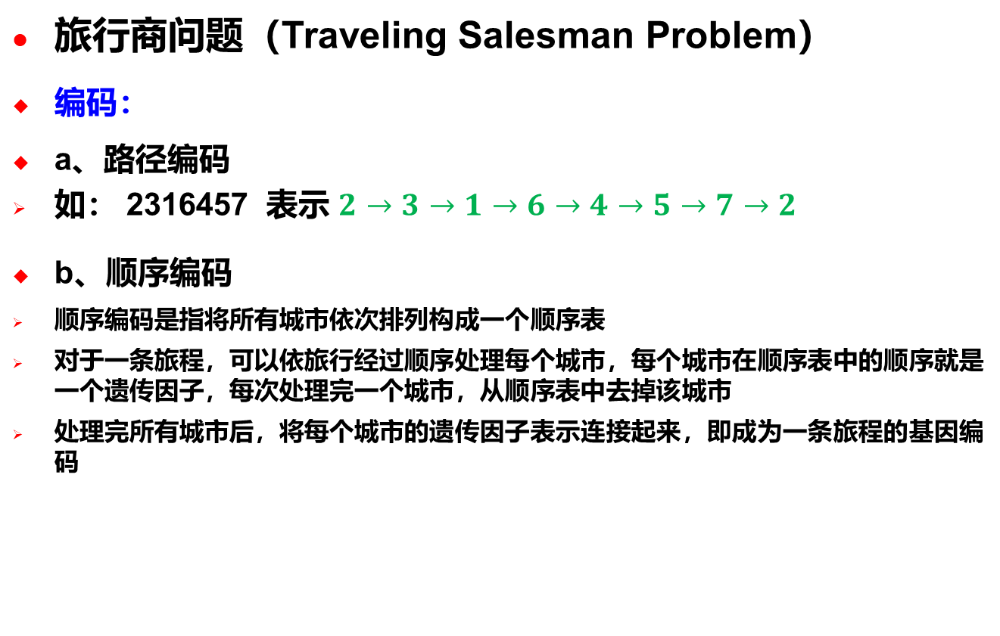 旅行商问题（Traveling Salesman Problem）
编码：
a、路径编码
如： 2316457 表示 2 → 3 → 1 → 6 → 4 → 5 → 7 → 2
b、顺序编码
顺序编码是指将所有城市依次排列构成一个顺序表
对于一条旅程，可以依旅行经过顺序处理每个城市，每个城市在顺序表中的顺序就是
一个遗传因子，每次处理完一个城市，从顺序表中去掉该城市
处理完所有城市后，将每个城市的遗传因子表示连接起来，即成为一条旅程的基因编
码